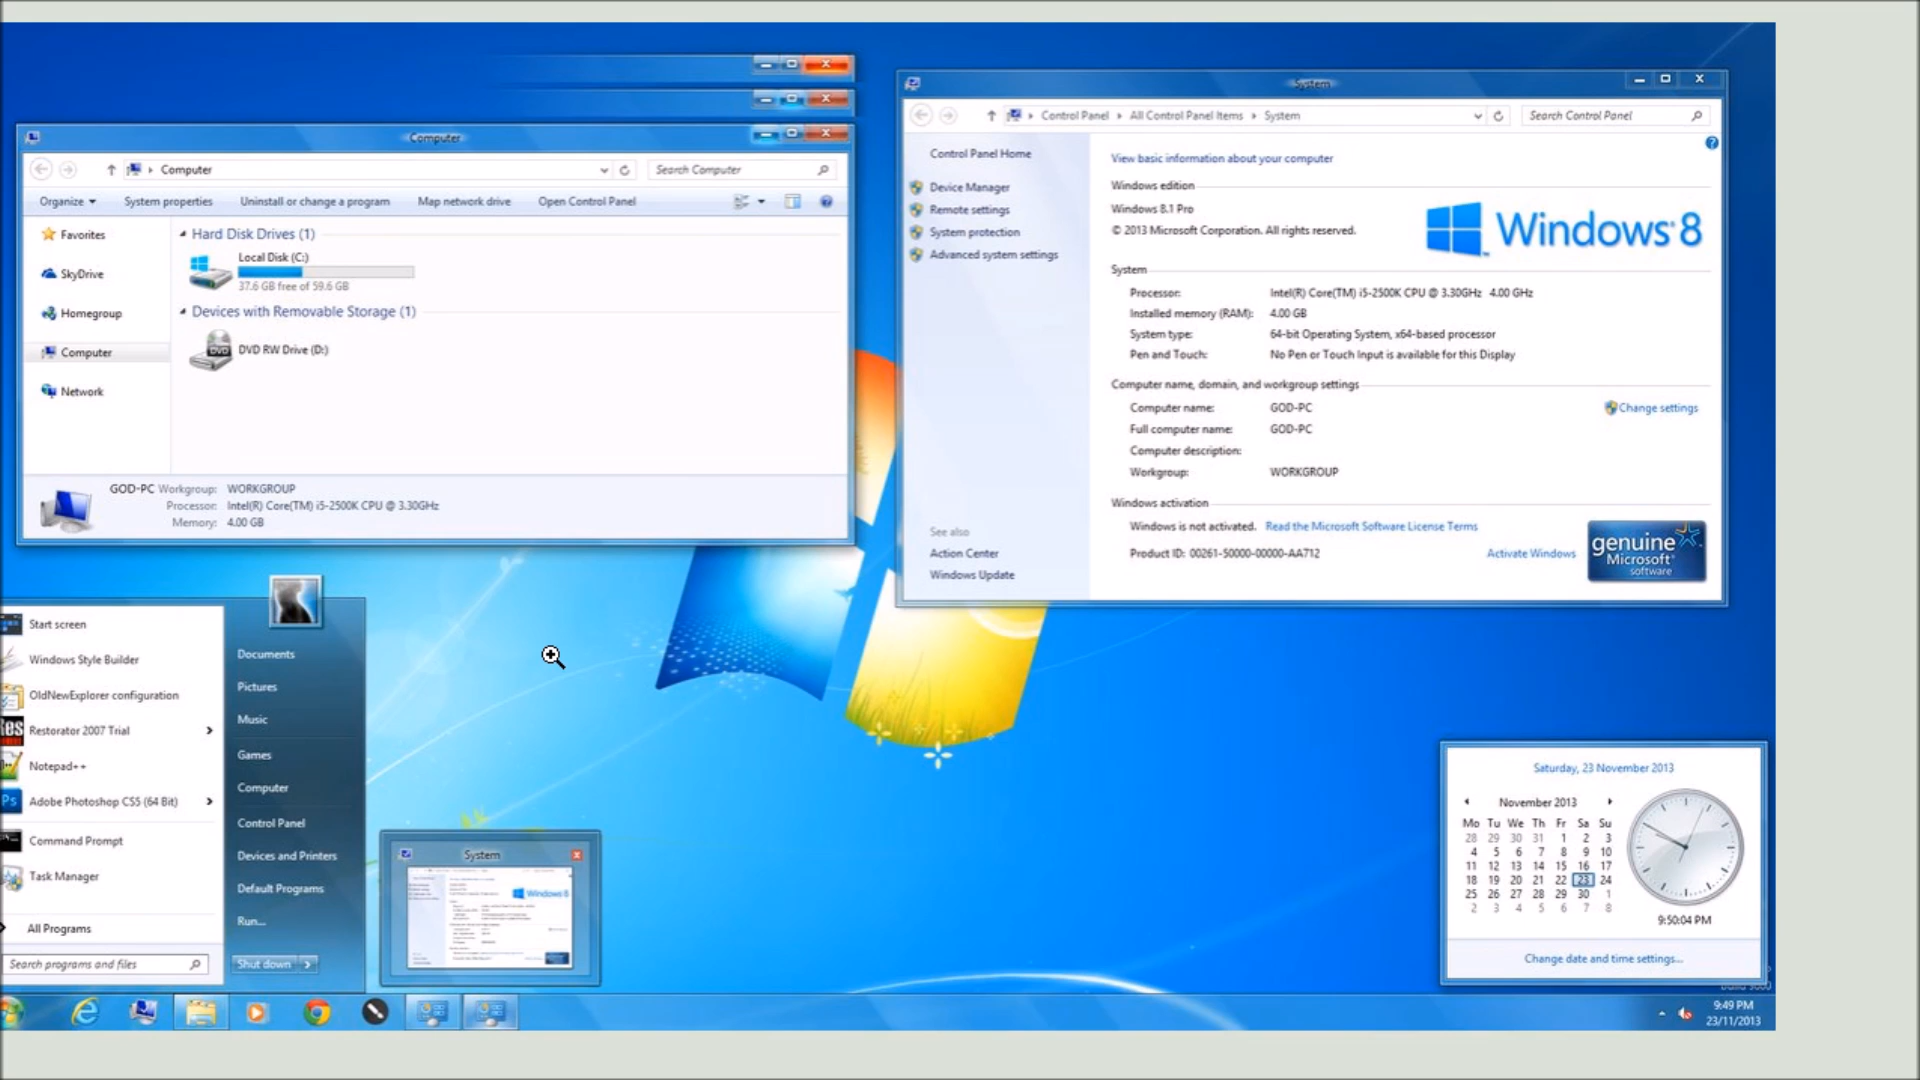 Computer
Computer
Search Computer
Organize
System properties
Uninstall or change a program
Map network drive
Open Control Panel
Favorites
SkyDrive
Homegroup
Computer
Network
Hard Disk Drives (1)
Local Disk (C:)
37.6 GB free of 59.6 GB
Devices with Removable Storage (1)
DVD
DVD RW Drive (D:)
GOD-PC Workgroup: WORKGROUP
Processor: Intel(R) Core(TM) i5-2500K CPU @ 3.30GHz
Memory: 4.00 GB
System
Control Panel All Control Panel Items System
Search Control Panel
Control Panel Home
Device Manager
Remote settings
System protection
Advanced system settings
See also
Action Center
Windows Update
View basic information about your computer
Windows edition
Windows 8.1 Pro
© 2013 Microsoft Corporation. All rights reserved.
Windows 8
System
Processor: Intel(R) Core(TM) i5-2500K CPU @ 3.30GHz 4.00 GHz
Installed memory (RAM): 4.00 GB
System type: 64-bit Operating System, x64-based processor
Pen and Touch: No Pen or Touch Input is available for this Display
Computer name, domain, and workgroup settings
Computer name: GOD-PC
Change settings
Full computer name: GOD-PC
Computer description:
Workgroup: WORKGROUP
Windows activation
Windows is not activated. Read the Microsoft Software License Terms
Product ID: 00261-50000-00000-AA712
Activate Windows
genuine
Microsoft
software
Start screen
Windows Style Builder
OldNewExplorer configuration
Restorator 2007 Trial
Notepad++
Ps
Adobe Photoshop CS5 (64 Bit)
Command Prompt
Task Manager
All Programs
Search programs and files
Documents
Pictures
Music
Games
Computer
Control Panel
Devices and Printers
Default Programs
Run...
Shut down
System
Windows 8
Saturday, 23 November 2013
November 2013
Mo Tu We Th Fr Sa Su
28 29 30 31 1 2 3
4 5 6 7 8 9 10
11 12 13 14 15 16 17
18 19 20 21 22 23 24
25 26 27 28 29 30 1
2 3 4 5 6 7 8
9:50:04 PM
Change date and time settings...
9:49 PM
23/11/2013